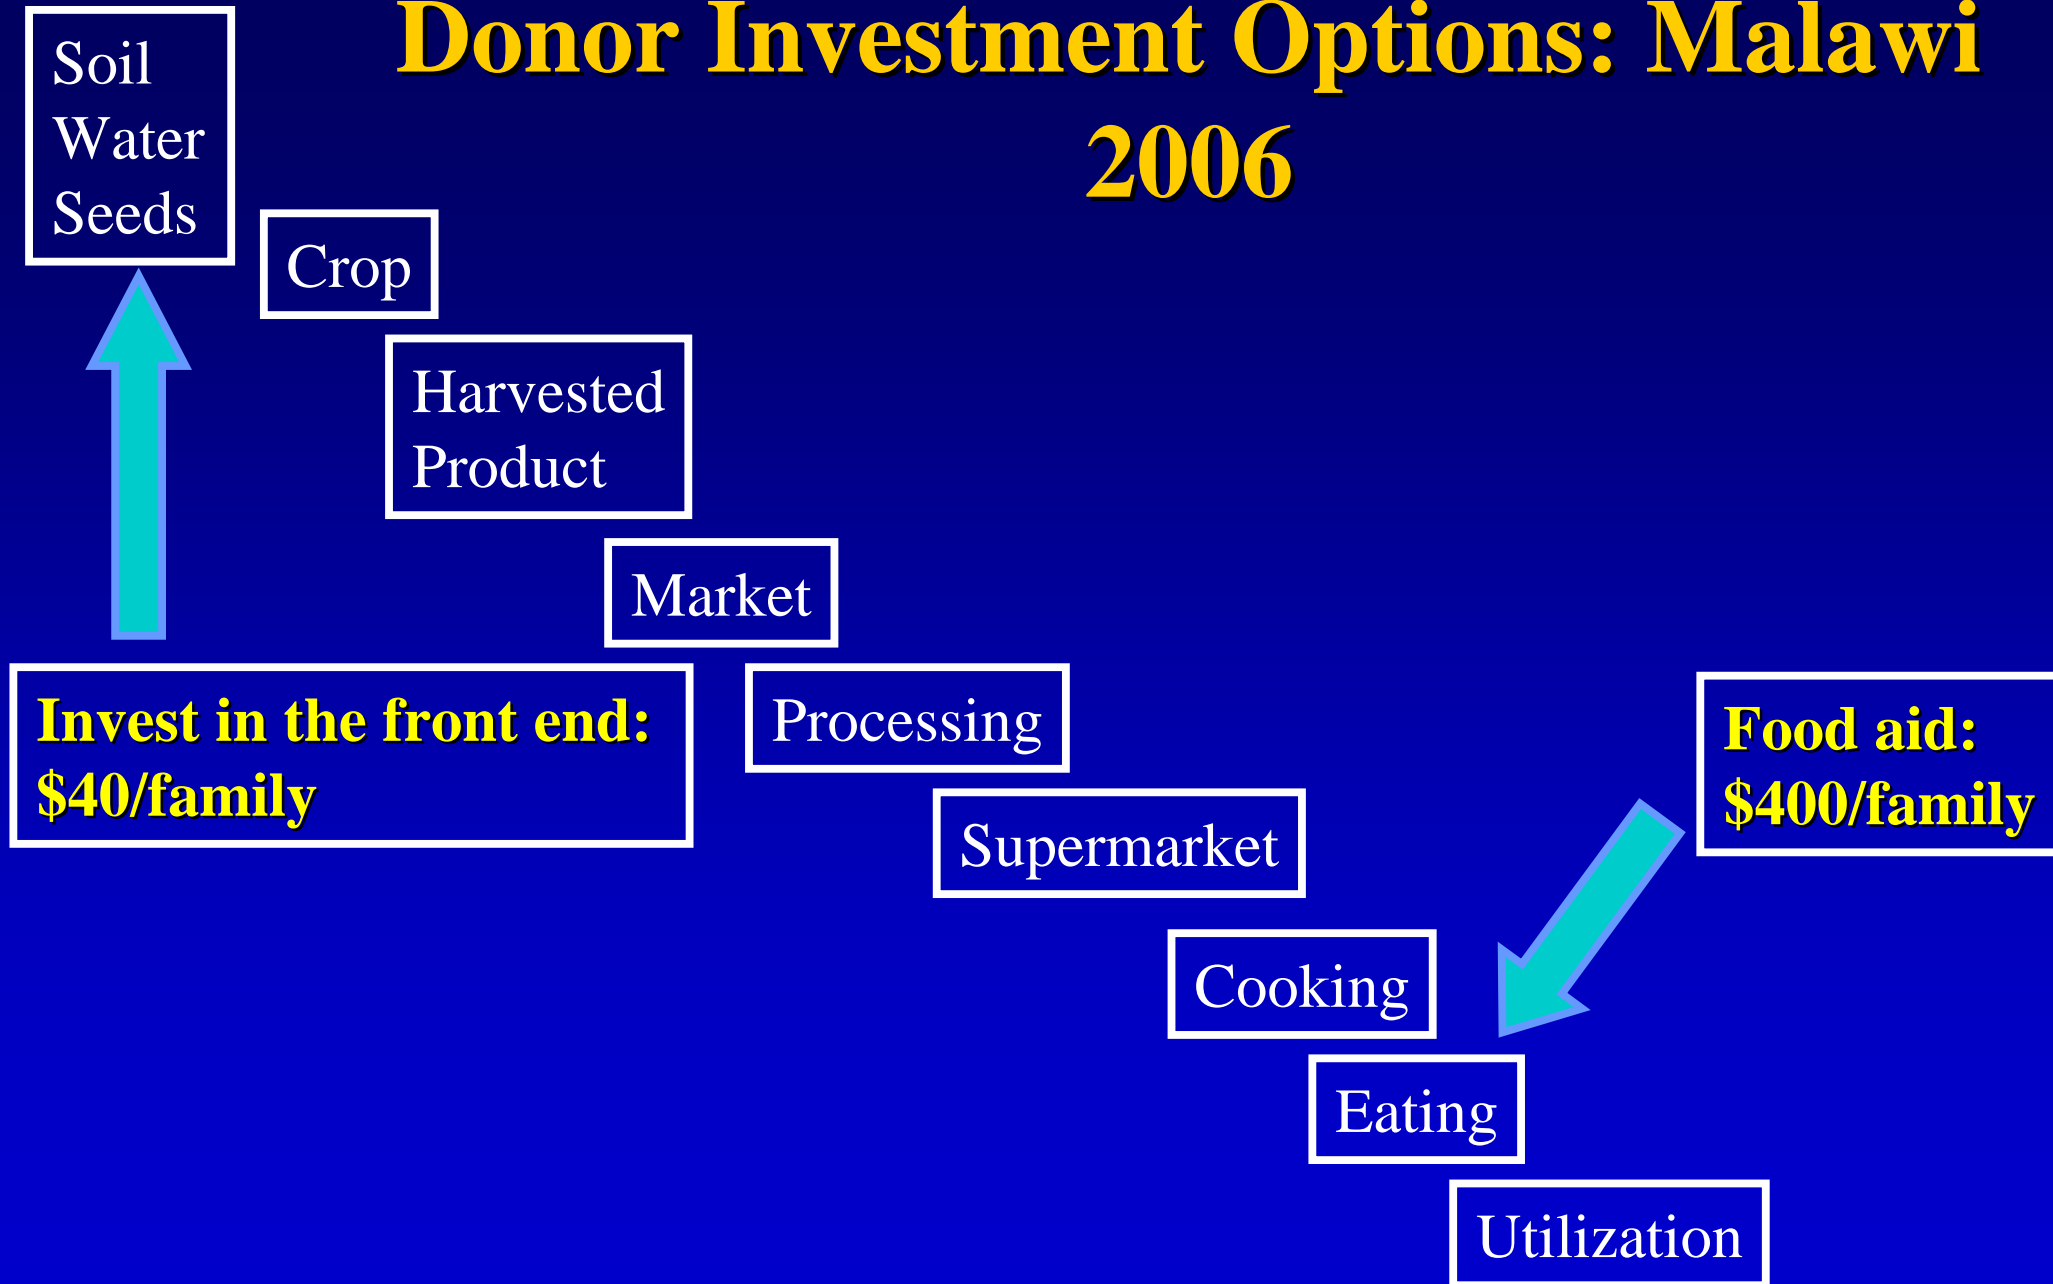 Donor Investment Options: Malawi
2006
Soil
Water
Seeds
Crop
Harvested
Product
Market
Invest in the front end:
$40/family
Processing
Food aid:
$400/family
Supermarket
Cooking
Eating
Utilization